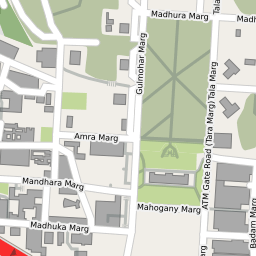 Madhura Marg
Gulmohar Marg
Tala Marg
ATM Gate Road (Tara Marg)
Amra Marg
Mandhara Marg
Mahogany Marg
Madhuka Marg
Badam Marg